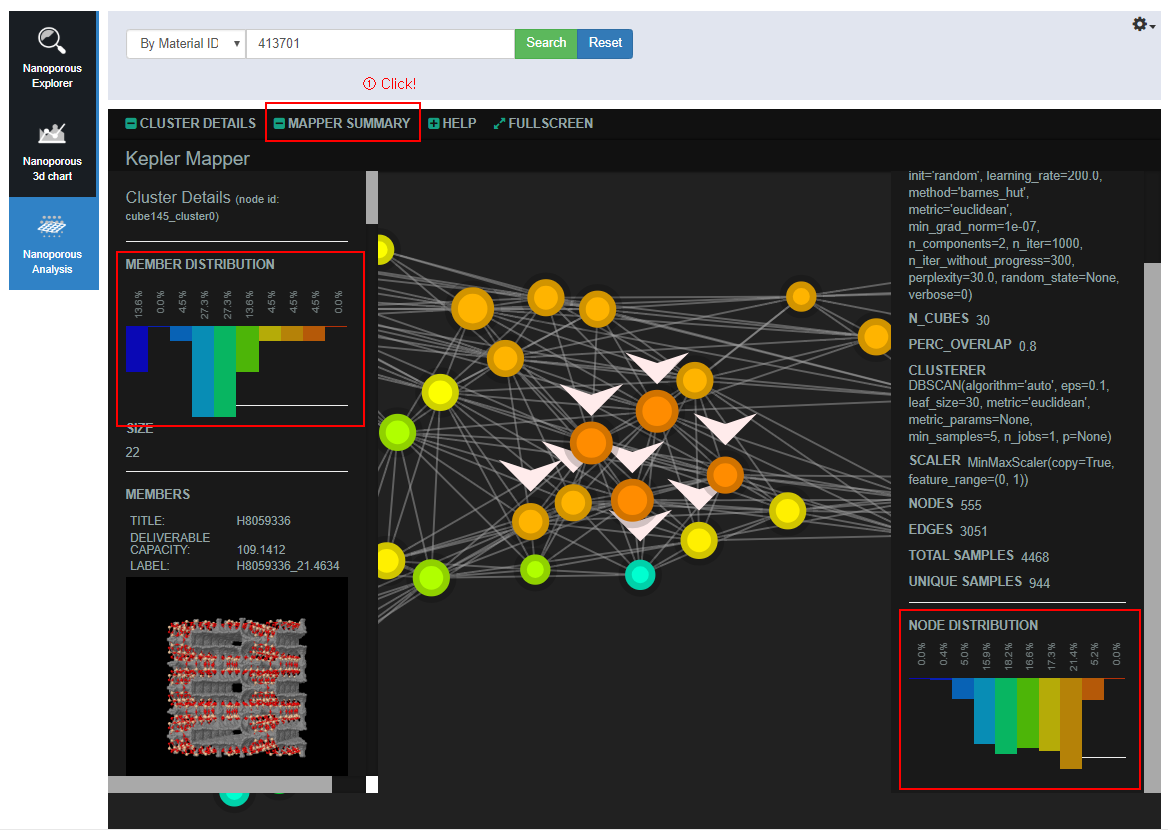 Nanoporous
Explorer
Nanoporous
3d chart
Nanoporous
Analysis
By Material ID
413701
Search
Reset
① Click!
CLUSTER DETAILS
MAPPER SUMMARY
HELP
FULLSCREEN
Kepler Mapper
Cluster Details (node id:
cube145_cluster0)
MEMBER DISTRIBUTION
13.6%
0.0%
4.5%
27.3%
27.3%
13.6%
4.5%
4.5%
4.5%
0.0%
SIZE
22
MEMBERS
TITLE: H8059336
DELIVERABLE
CAPACITY: 109.1412
LABEL: H8059336_21.4634
init='random', learning_rate=200.0,
method='barnes_hut',
metric='euclidean',
min_grad_norm=1e-07,
n_components=2, n_iter=1000,
n_iter_without_progress=300,
perplexity=30.0, random_state=None,
verbose=0)
N_CUBES 30
PERC_OVERLAP 0.8
CLUSTERER
DBSCAN(algorithm='auto', eps=0.1,
leaf_size=30, metric='euclidean',
metric_params=None,
min_samples=5, n_jobs=1, p=None)
SCALER MinMaxScaler(copy=True,
feature_range=(0, 1))
NODES 555
EDGES 3051
TOTAL SAMPLES 4468
UNIQUE SAMPLES 944
NODE DISTRIBUTION
0.0%
0.4%
5.0%
15.9%
18.2%
16.6%
17.3%
21.4%
5.2%
0.0%